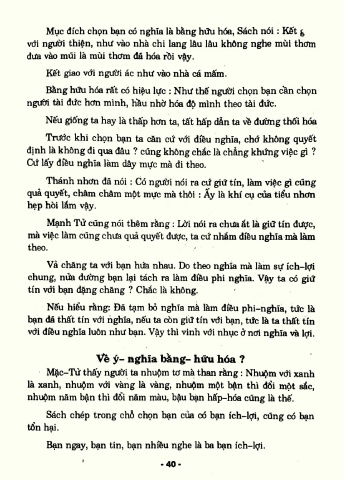 Mục đích chọn bạn có nghĩa là bằng hữu hóa, Sách nói : Kết
với người thiện, như vào nhà chi lang lâu lâu không nghe mùi thơm
đưa vào mũi là mùi thơm đá hóa rồi vậy.
Kết giao với người ác như vào nhà cá mắm.
Bằng hữu hóa rất có hiệu lực : Như thế người chọn bạn cần chọn
người tài đức hơn mình, hầu nhờ hóa độ mình theo tài đức.
Nếu giống ta hay là thấp hơn ta, tất hấp dẫn ta về đường thối hóa
Trước khi chọn bạn ta căn cứ với điều nghĩa, chớ không quyết
định là không đi qua đâu ? cũng không chắc là chẳng khứng việc gì ?
Cứ lấy điều nghĩa làm dây mực mà đi theo.
Thánh nhơn đã nói : Có người nói ra cứ giữ tín, làm việc gì cũng
quả quyết, chăm chăm một mực mà thôi : Ấy là khí cụ của tiểu nhơn
hẹp hòi lắm vậy.
Mạnh Tử cũng nói thêm rằng : Lời nói ra chưa ắt là giữ tín được,
mà việc làm cũng chưa quả quyết được, ta cứ nhắm điều nghĩa mà làm
theo.
Vả chăng ta với bạn hứa nhau. Do theo nghĩa mà làm sự ích–lợi
chung, nửa đường bạn lại tách ra làm điều phi nghĩa. Vậy ta có giữ
tín với bạn dặng chăng ? Chắc là không.
Nếu hiểu rằng: Đã tạm bỏ nghĩa mà làm điều phi–nghĩa, tức là
bạn đã thất tín với nghĩa, nếu ta còn giữ tín với bạn, tức là ta thất tín
với điều nghĩa luôn như bạn. Vậy thì vinh với nhục ở nơi nghĩa và lợi.
Về ý– nghĩa bằng– hữu hóa ?
Mặc–Tử thấy người ta nhuộm tơ mà than rằng : Nhuộm với xanh
là xanh, nhuộm với vàng là vàng, nhuộm một bận thì đổi một sắc,
nhuộm năm bận thì đổi năm màu, bậu bạn hấp–hóa cũng là thế.
Sách chép trong chỗ chọn bạn của có bạn ích–lợi, cũng có bạn
tổn hại.
Bạn ngay, bạn tin, bạn nhiều nghe là ba bạn ích–lợi.
- 40 -